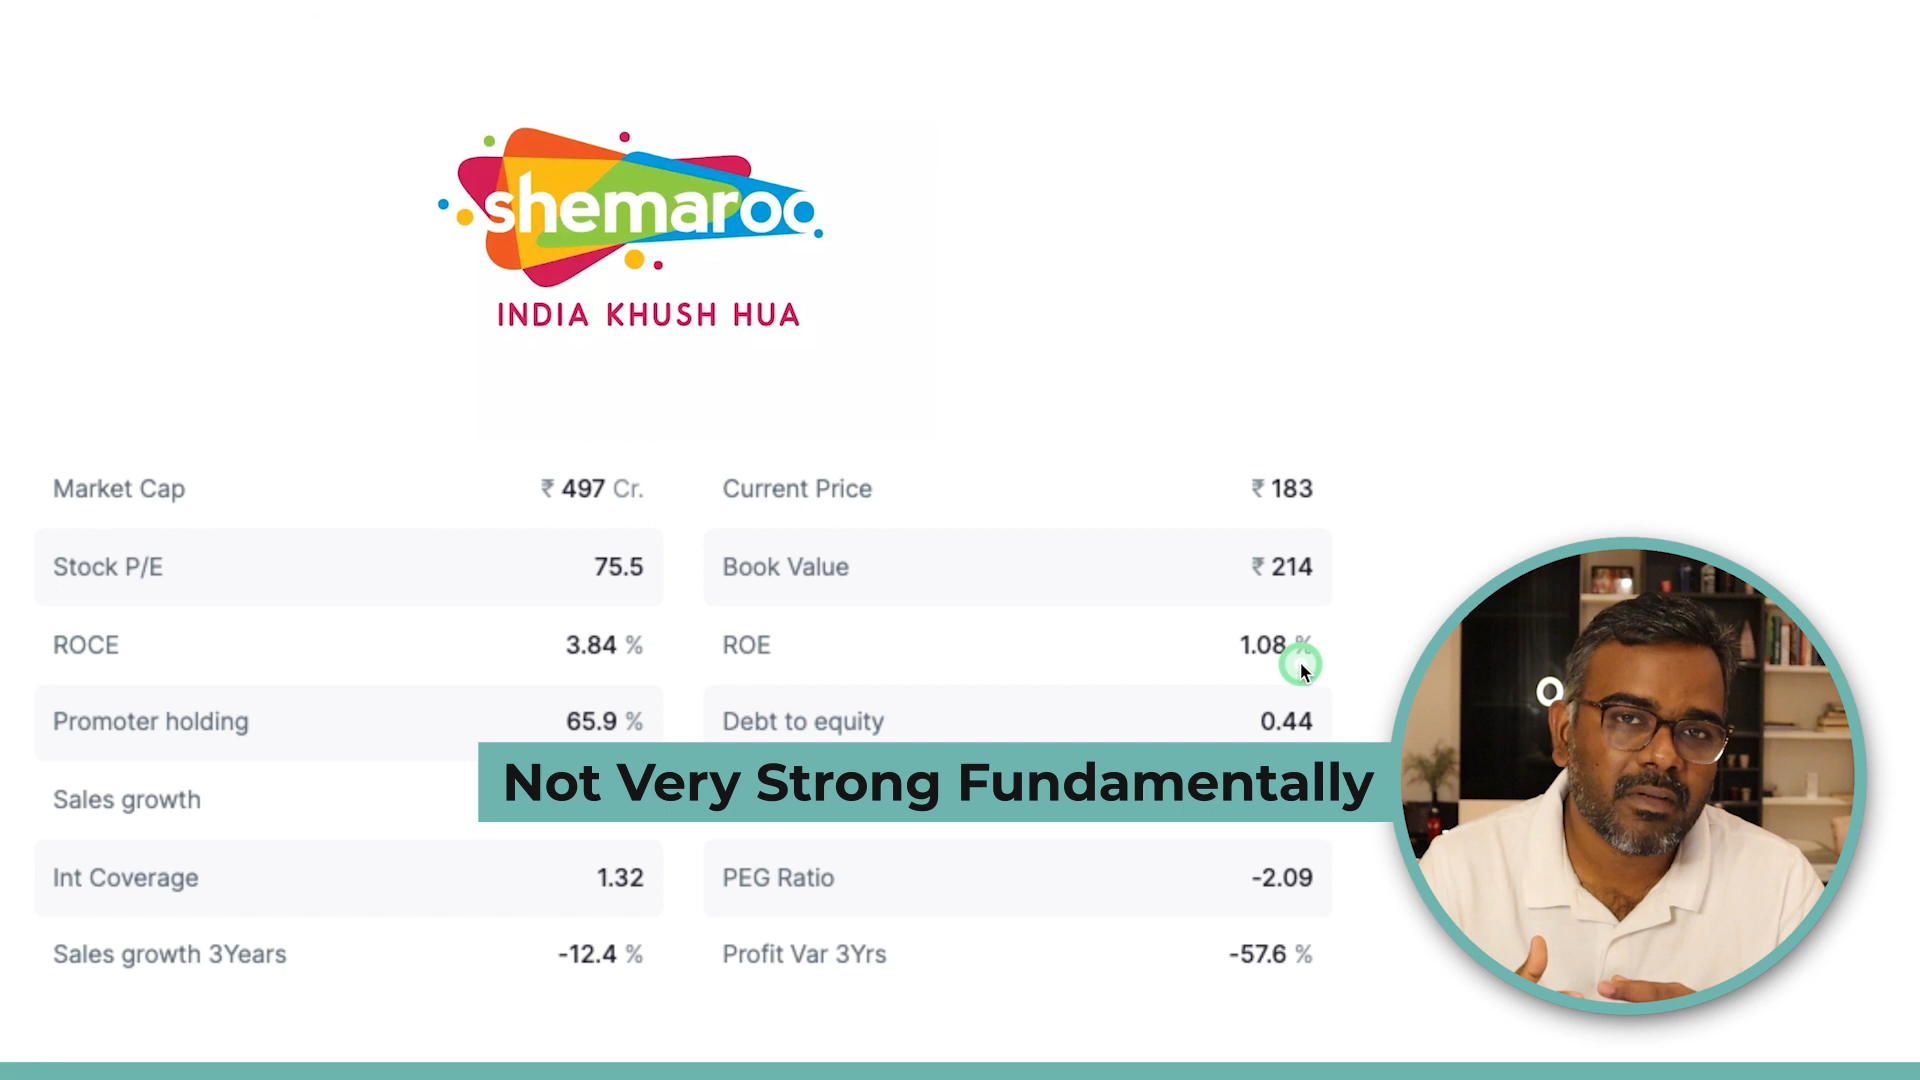 shemaroo
INDIA KHUSH HUA
Market Cap ₹ 497 Cr. Current Price ₹ 183
Stock P/E 75.5 Book Value ₹ 214
ROCE 3.84 % ROE 1.08 %
Promoter holding 65.9 % Debt to equity 0.44
Not Very Strong Fundamentally
Sales growth
Int Coverage 1.32 PEG Ratio -2.09
Sales growth 3Years -12.4 % Profit Var 3Yrs -57.6 %